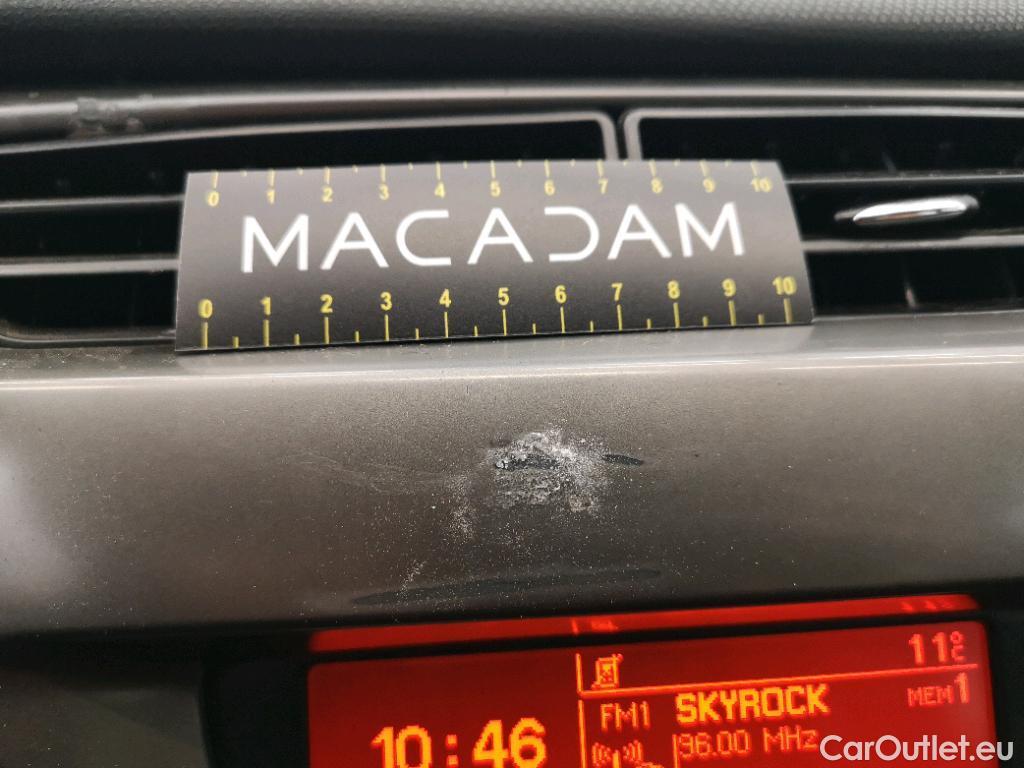 0 1 2 3 4 5 6 7 8 9 10
MACADAM
0 1 2 3 4 5 6 7 8 9 10
11°C
MEM1
FM1 SKYROCK
10:46
96.00 MHz
CarOutlet.eu